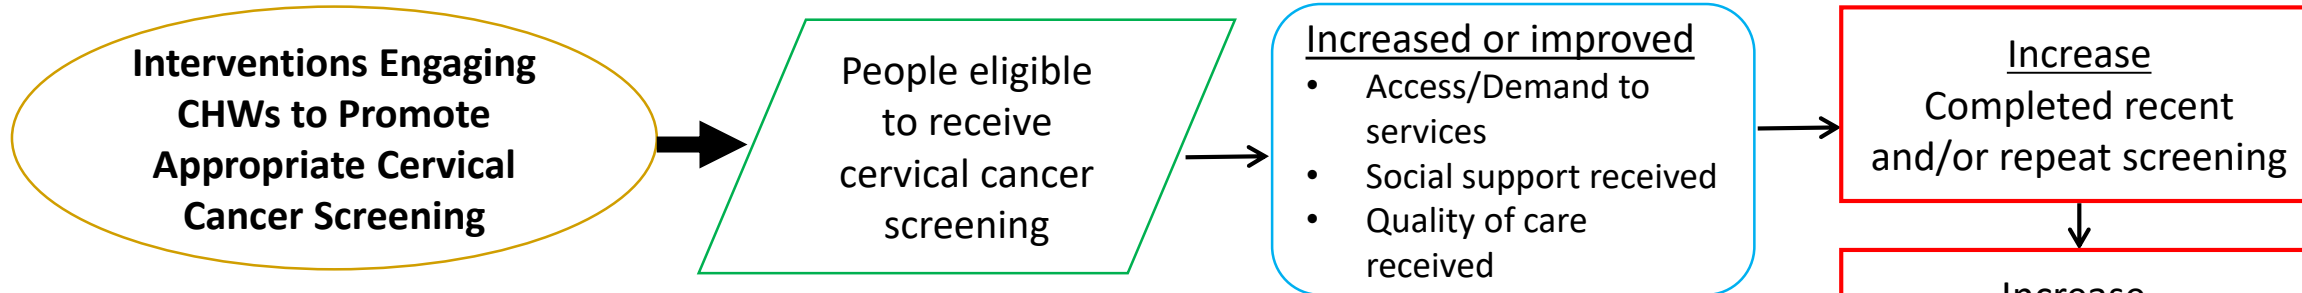 Interventions Engaging
CHWs to Promote
Appropriate Cervical
Cancer Screening
People eligible
to receive
cervical cancer
screening
Increased or improved
• Access/Demand to
services
• Social support received
• Quality of care
received
Increase
Completed recent
and/or repeat screening
Increase